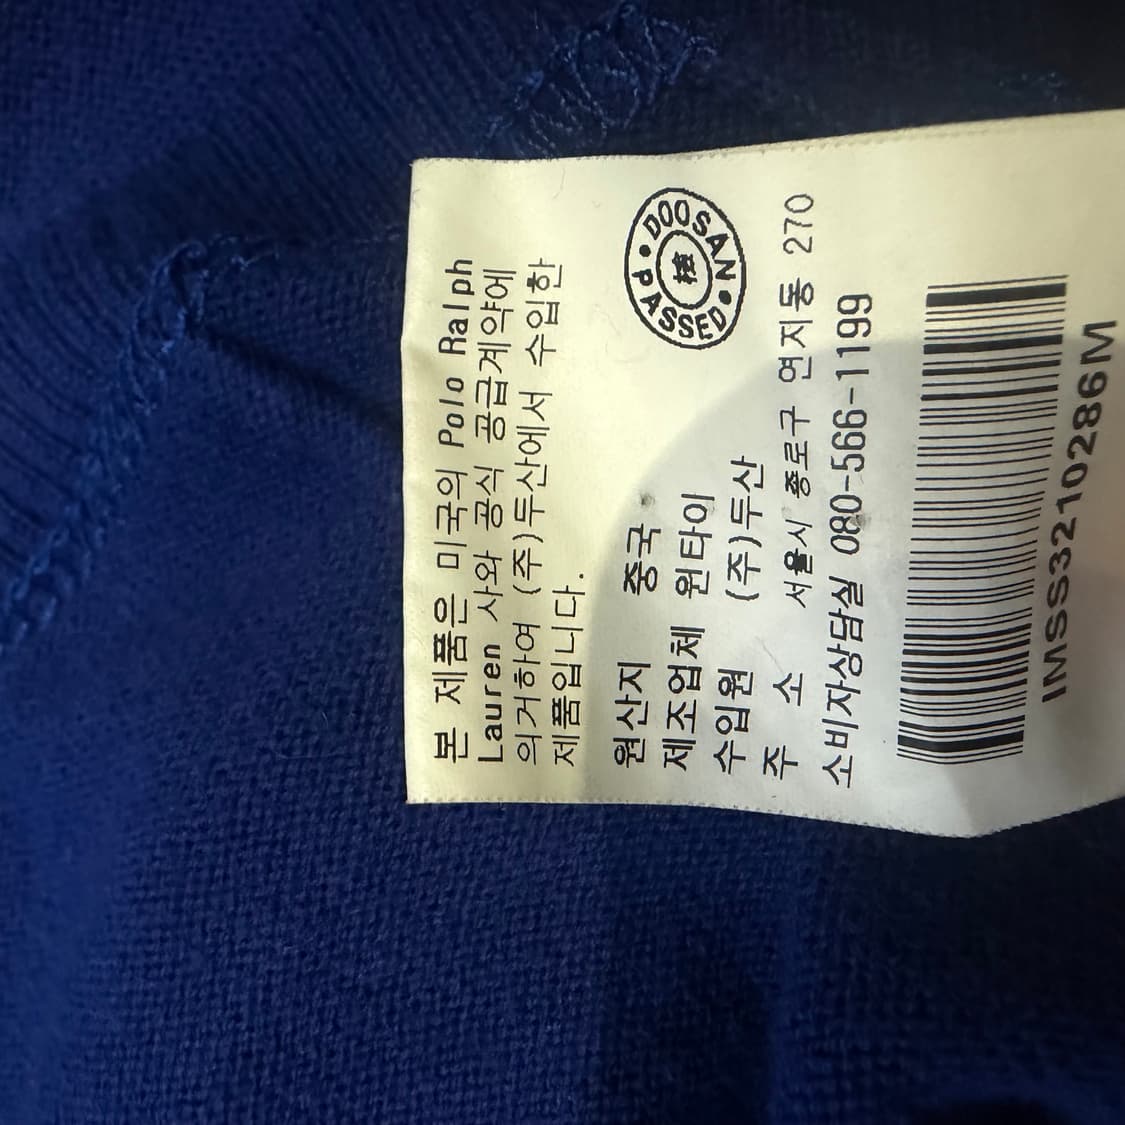 본 제품은 미국의 Polo Ralph
Lauren 사와 공식 공급계약에
의거하여 (주)두산에서 수입한
제품입니다.
DOOSAN
檢
PASSED
원산지 중국
제조업체 윈타이
수입원 (주)두산
주 소 서울시 종로구 연지동 270
소비자상담실 080-566-1199
IMSS3210286M